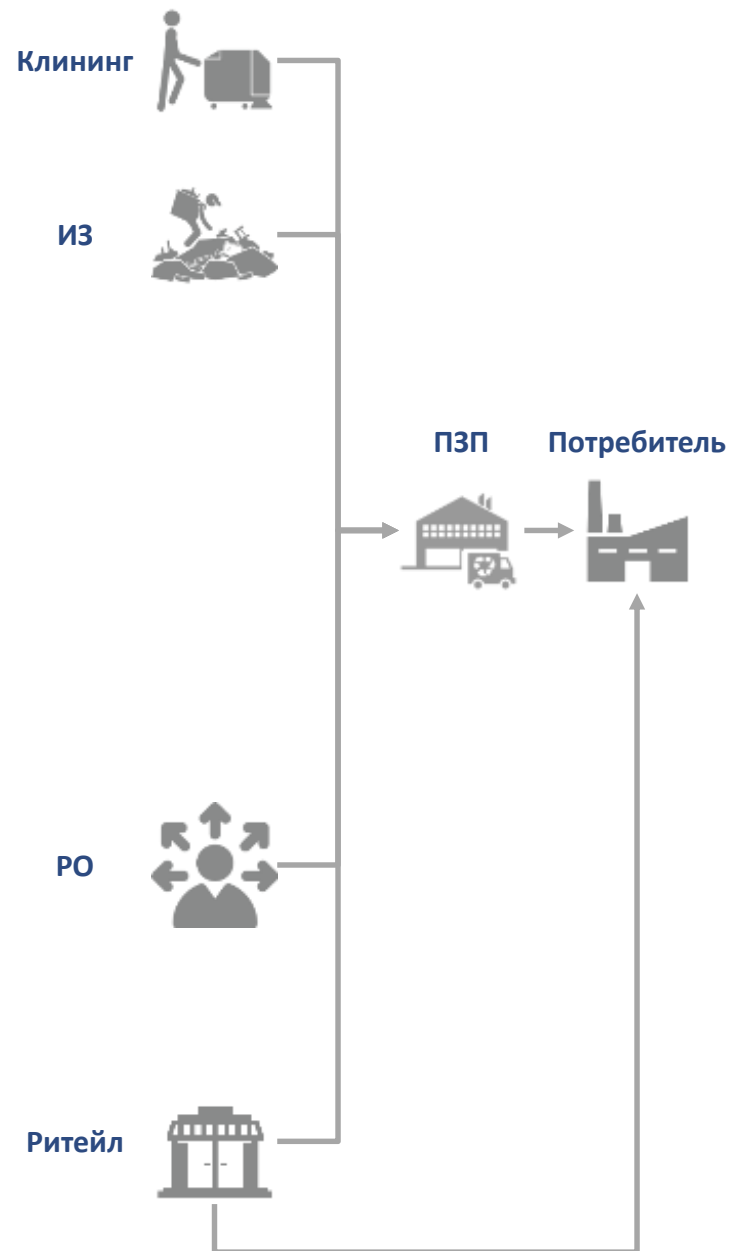 Клининг
ИЗ
ПЗП
Потребитель
РО
Ритейл